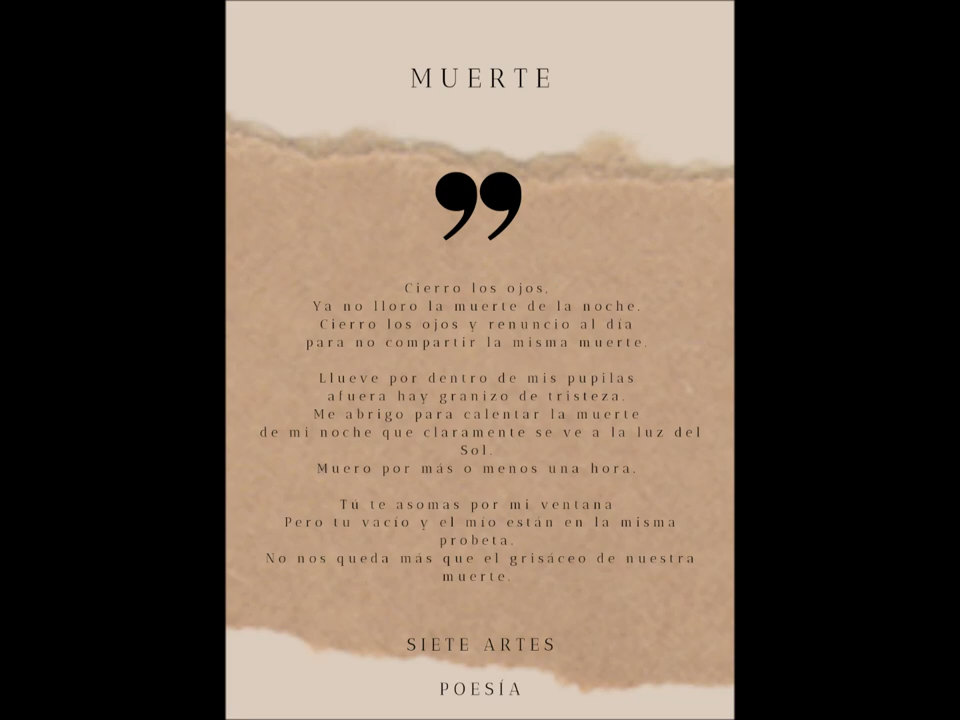 MUERTE
”
Cierro los ojos,
Ya no lloro la muerte de la noche.
Cierro los ojos y renuncio al día
para no compartir la misma muerte.
Llueve por dentro de mis pupilas
afuera hay granizo de tristeza.
Me abrigo para calentar la muerte
de mi noche que claramente se ve a la luz del
Sol.
Muero por más o menos una hora.
Tú te asomas por mi ventana
Pero tu vacío y el mío están en la misma
probeta.
No nos queda más que el grisáceo de nuestra
muerte.
SIETE ARTES
POESÍA